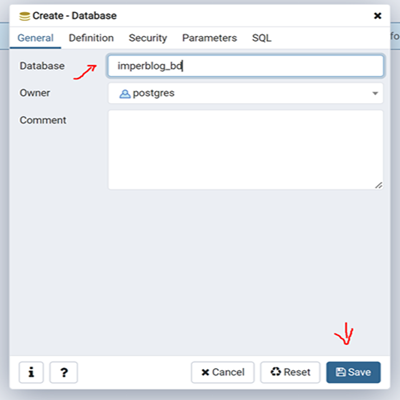 Create - Database
General Definition Security Parameters SQL
Database imperblog_bd
Owner postgres
Comment
i ? Cancel Reset Save
fo